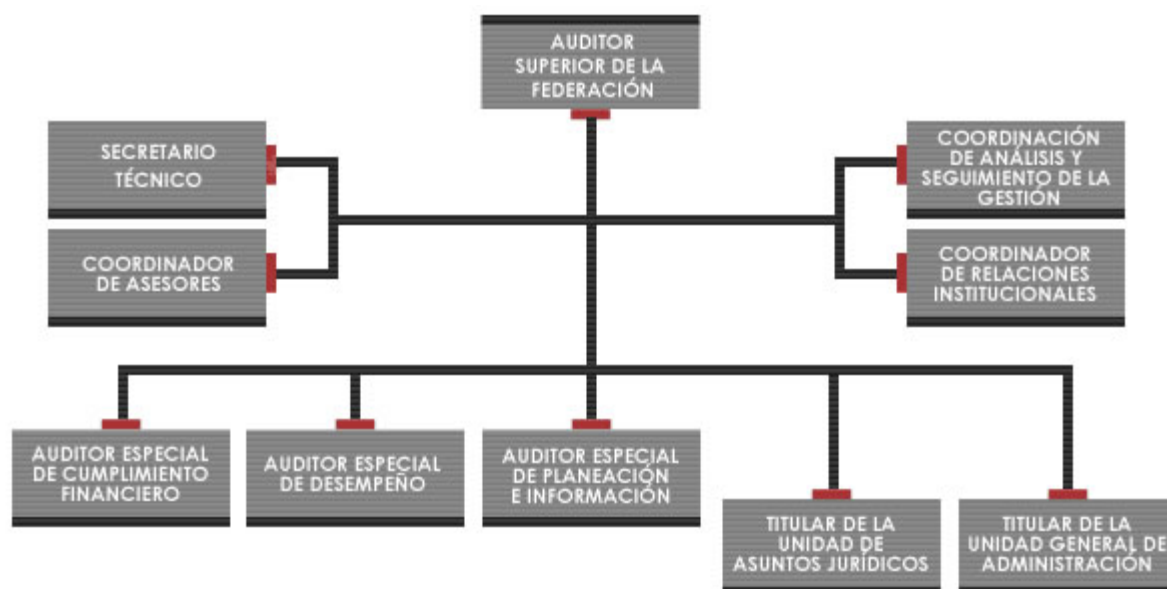 AUDITOR
SUPERIOR DE LA
FEDERACIÓN
SECRETARIO
TÉCNICO
COORDINACIÓN
DE ANÁLISIS Y
SEGUIMIENTO DE LA
GESTIÓN
COORDINADOR
DE ASESORES
COORDINADOR
DE RELACIONES
INSTITUCIONALES
AUDITOR ESPECIAL
DE CUMPLIMIENTO
FINANCIERO
AUDITOR ESPECIAL
DE DESEMPEÑO
AUDITOR ESPECIAL
DE PLANEACIÓN
E INFORMACIÓN
TITULAR DE LA
UNIDAD DE
ASUNTOS JURÍDICOS
TITULAR DE LA
UNIDAD GENERAL DE
ADMINISTRACIÓN